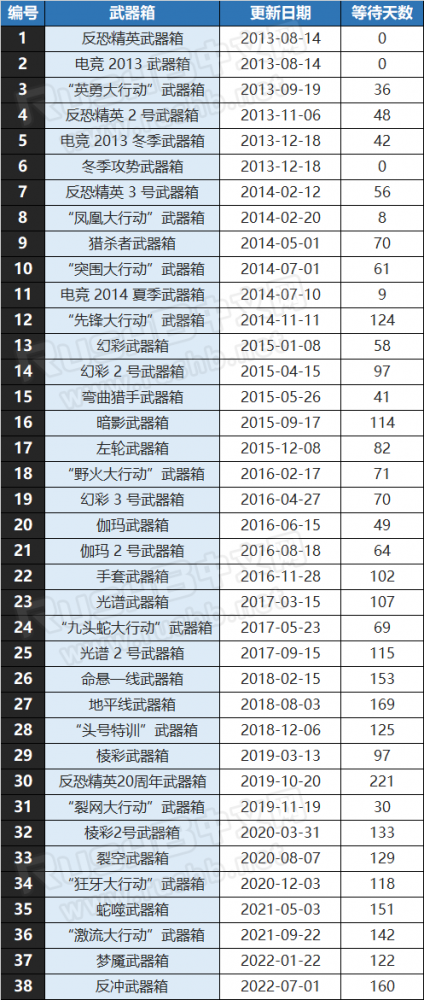 编号 武器箱 更新日期 等待天数
1 反恐精英武器箱 2013-08-14 0
2 电竞 2013 武器箱 2013-08-14 0
3 “英勇大行动”武器箱 2013-09-19 36
4 反恐精英 2 号武器箱 2013-11-06 48
5 电竞 2013 冬季武器箱 2013-12-18 42
6 冬季攻势武器箱 2013-12-18 0
7 反恐精英 3 号武器箱 2014-02-12 56
8 “凤凰大行动”武器箱 2014-02-20 8
9 猎杀者武器箱 2014-05-01 70
10 “突围大行动”武器箱 2014-07-01 61
11 电竞 2014 夏季武器箱 2014-07-10 9
12 “先锋大行动”武器箱 2014-11-11 124
13 幻彩武器箱 2015-01-08 58
14 幻彩 2 号武器箱 2015-04-15 97
15 弯曲猎手武器箱 2015-05-26 41
16 暗影武器箱 2015-09-17 114
17 左轮武器箱 2015-12-08 82
18 “野火大行动”武器箱 2016-02-17 71
19 幻彩 3 号武器箱 2016-04-27 70
20 伽玛武器箱 2016-06-15 49
21 伽玛 2 号武器箱 2016-08-18 64
22 手套武器箱 2016-11-28 102
23 光谱武器箱 2017-03-15 107
24 “九头蛇大行动”武器箱 2017-05-23 69
25 光谱 2 号武器箱 2017-09-15 115
26 命悬一线武器箱 2018-02-15 153
27 地平线武器箱 2018-08-03 169
28 “头号特训”武器箱 2018-12-06 125
29 棱彩武器箱 2019-03-13 97
30 反恐精英20周年武器箱 2019-10-20 221
31 “裂网大行动”武器箱 2019-11-19 30
32 棱彩2号武器箱 2020-03-31 133
33 裂空武器箱 2020-08-07 129
34 “狂牙大行动”武器箱 2020-12-03 118
35 蛇噬武器箱 2021-05-03 151
36 “激流大行动”武器箱 2021-09-22 142
37 梦魇武器箱 2022-01-22 122
38 反冲武器箱 2022-07-01 160